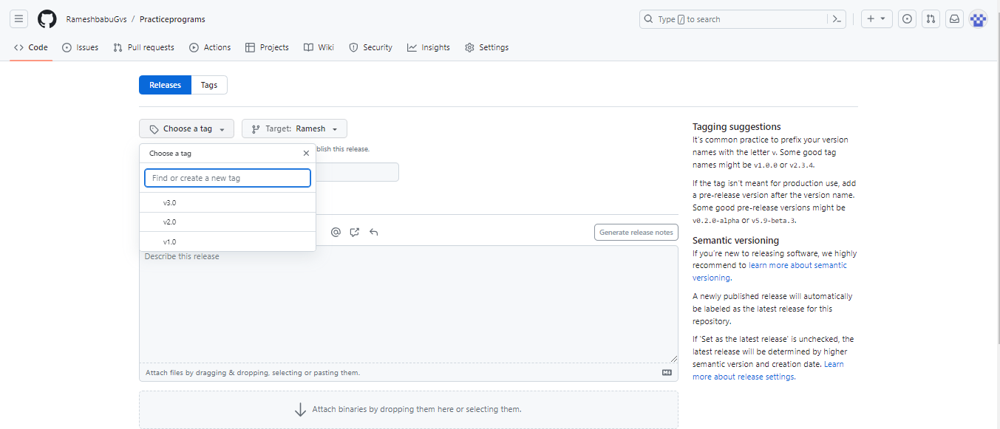 RameshbabuGvs / Practiceprograms
Type / to search
Code
Issues
Pull requests
Actions
Projects
Wiki
Security
Insights
Settings
Releases
Tags
Choose a tag
Target: Ramesh
Choose a tag
blish this release.
Find or create a new tag
v3.0
v2.0
v1.0
Generate release notes
Describe this release
Attach files by dragging & dropping, selecting or pasting them.
Attach binaries by dropping them here or selecting them.
Tagging suggestions
It's common practice to prefix your version
names with the letter v. Some good tag
names might be v1.0.0 or v2.3.4.
If the tag isn't meant for production use, add
a pre-release version after the version name.
Some good pre-release versions might be
v0.2.0-alpha or v5.9-beta.3.
Semantic versioning
If you're new to releasing software, we highly
recommend to learn more about semantic
versioning.
A newly published release will automatically
be labeled as the latest release for this
repository.
If 'Set as the latest release' is unchecked, the
latest release will be determined by higher
semantic version and creation date. Learn
more about release settings.